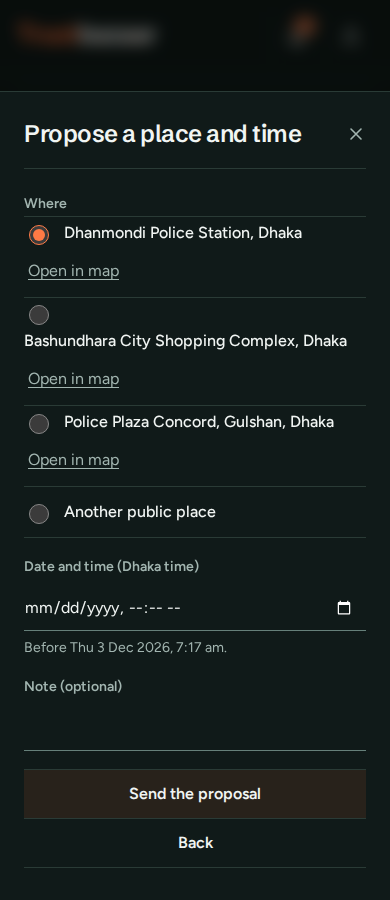 Propose a place and time
Where
Dhanmondi Police Station, Dhaka
Open in map
Bashundhara City Shopping Complex, Dhaka
Open in map
Police Plaza Concord, Gulshan, Dhaka
Open in map
Another public place
Date and time (Dhaka time)
mm/dd/yyyy, --:-- --
Before Thu 3 Dec 2026, 7:17 am.
Note (optional)
Send the proposal
Back